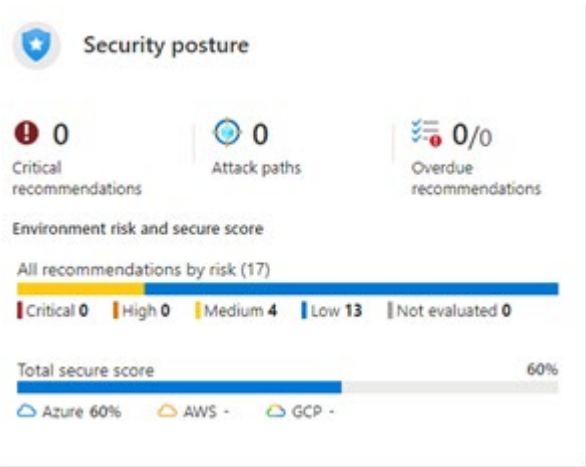 Security posture
0
0
0/0
Critical
recommendations
Attack paths
Overdue
recommendations
Environment risk and secure score
All recommendations by risk (17)
Critical 0 High 0 Medium 4 Low 13 Not evaluated 0
Total secure score 60%
Azure 60% AWS - GCP -